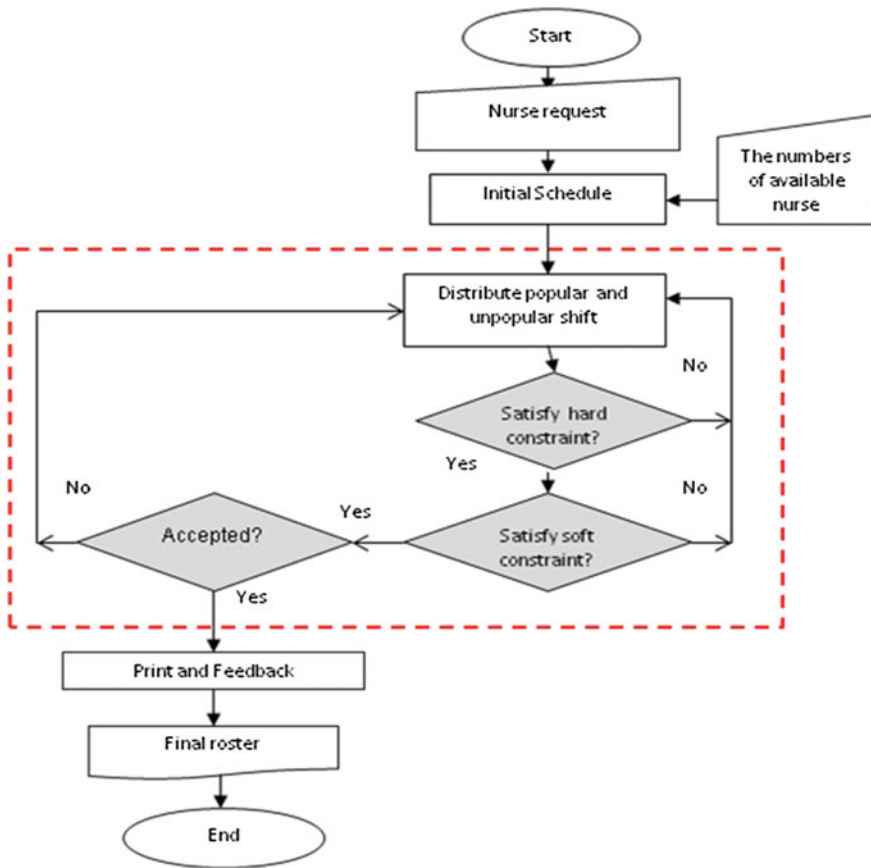 Start
Nurse request
The numbers
of available
nurse
Initial Schedule
Distribute popular and
unpopular shift
No
Satisfy hard
constraint?
Yes
No
No
Yes
Accepted?
Satisfy soft
constraint?
Yes
Print and Feedback
Final roster
End